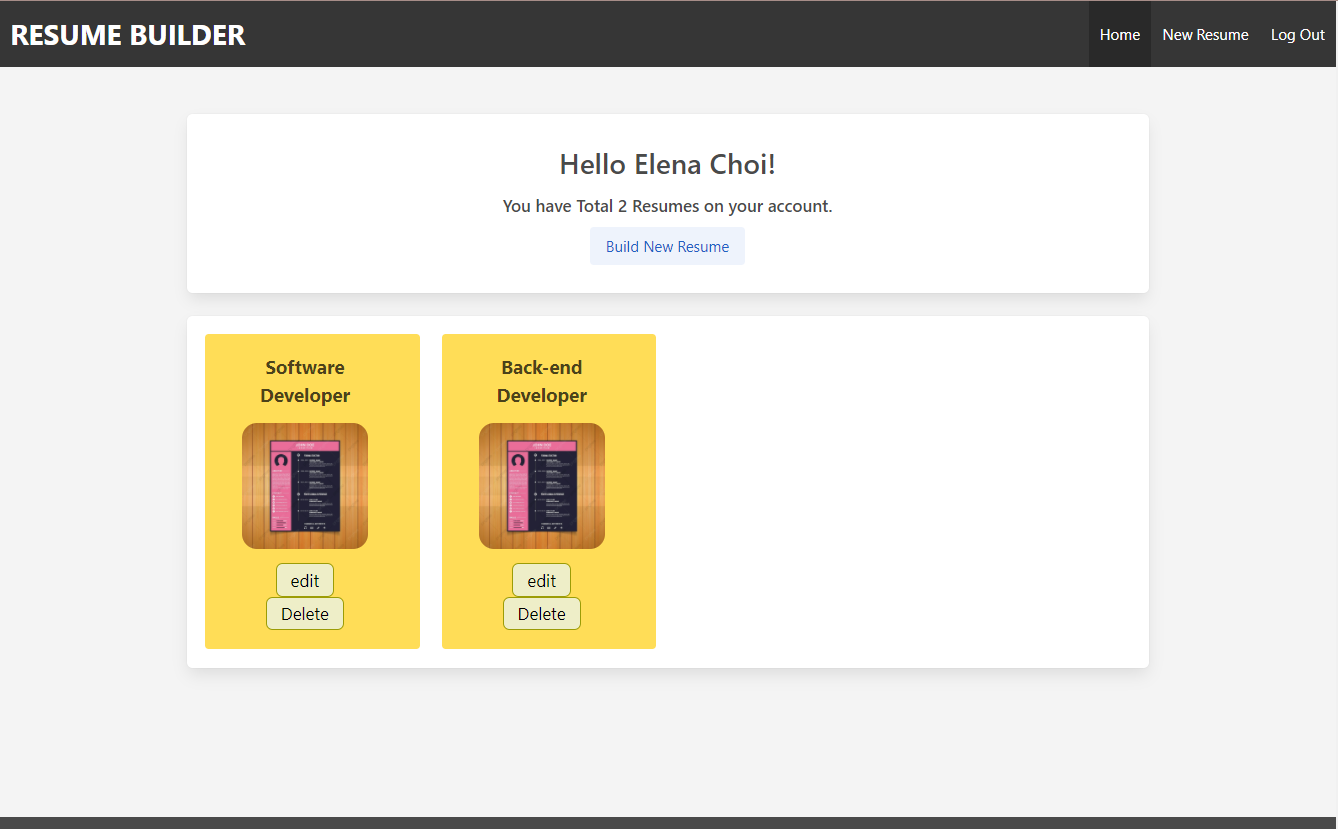 RESUME BUILDER
Home
New Resume
Log Out
Hello Elena Choi!
You have Total 2 Resumes on your account.
Build New Resume
Software
Developer
edit
Delete
Back-end
Developer
edit
Delete